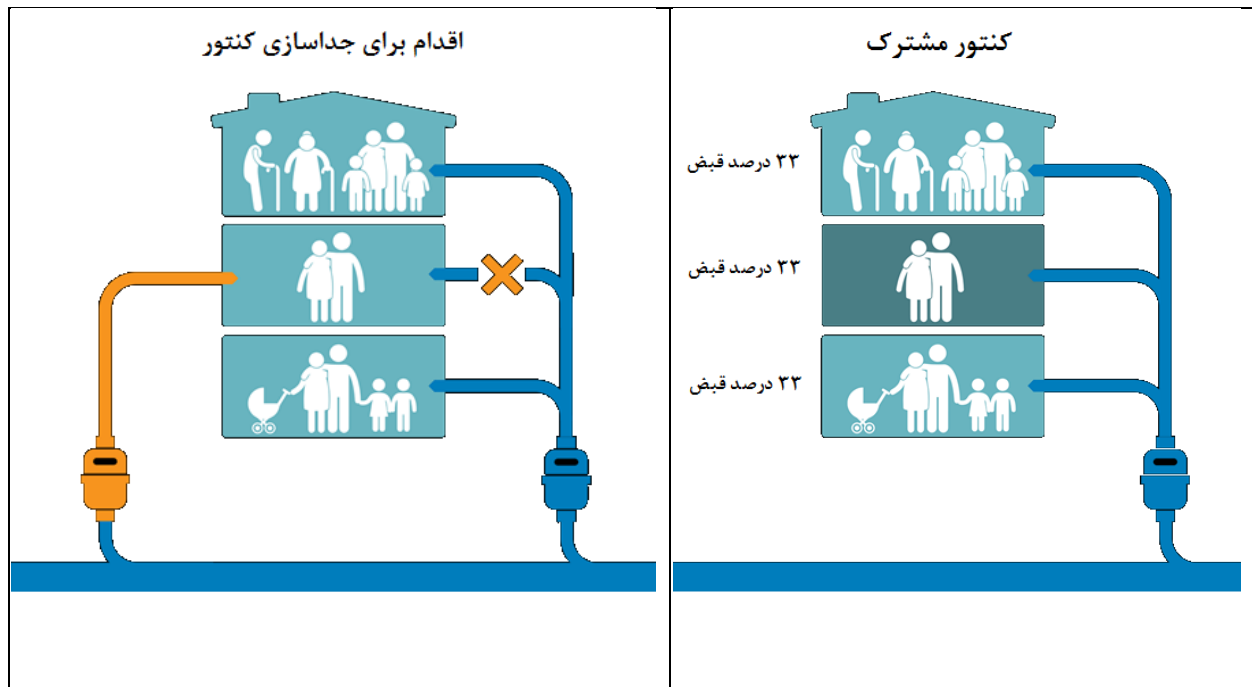 کنتور مشترک
۳۳ درصد قبض
۳۳ درصد قبض
۳۳ درصد قبض
اقدام برای جداسازی کنتور